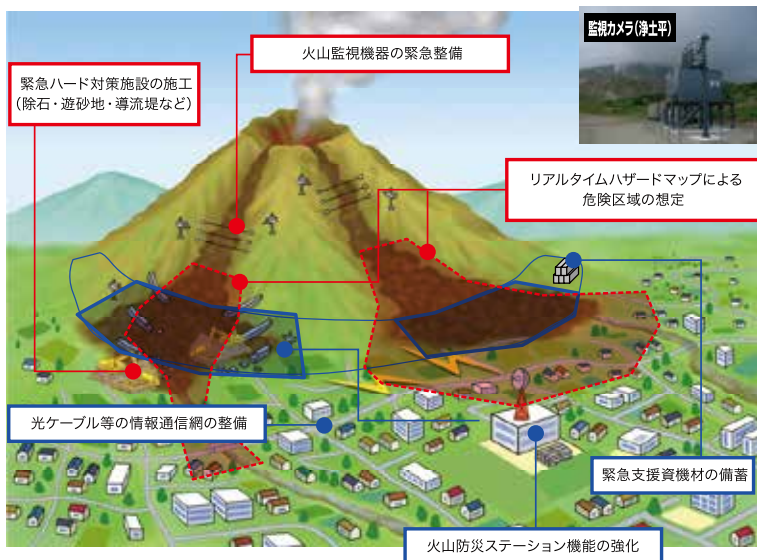 監視カメラ(浄土平)
火山監視機器の緊急整備
緊急ハード対策施設の施工
(除石・遊砂地・導流堤など)
リアルタイムハザードマップによる
危険区域の想定
光ケーブル等の情報通信網の整備
緊急支援資機材の備蓄
火山防災ステーション機能の強化